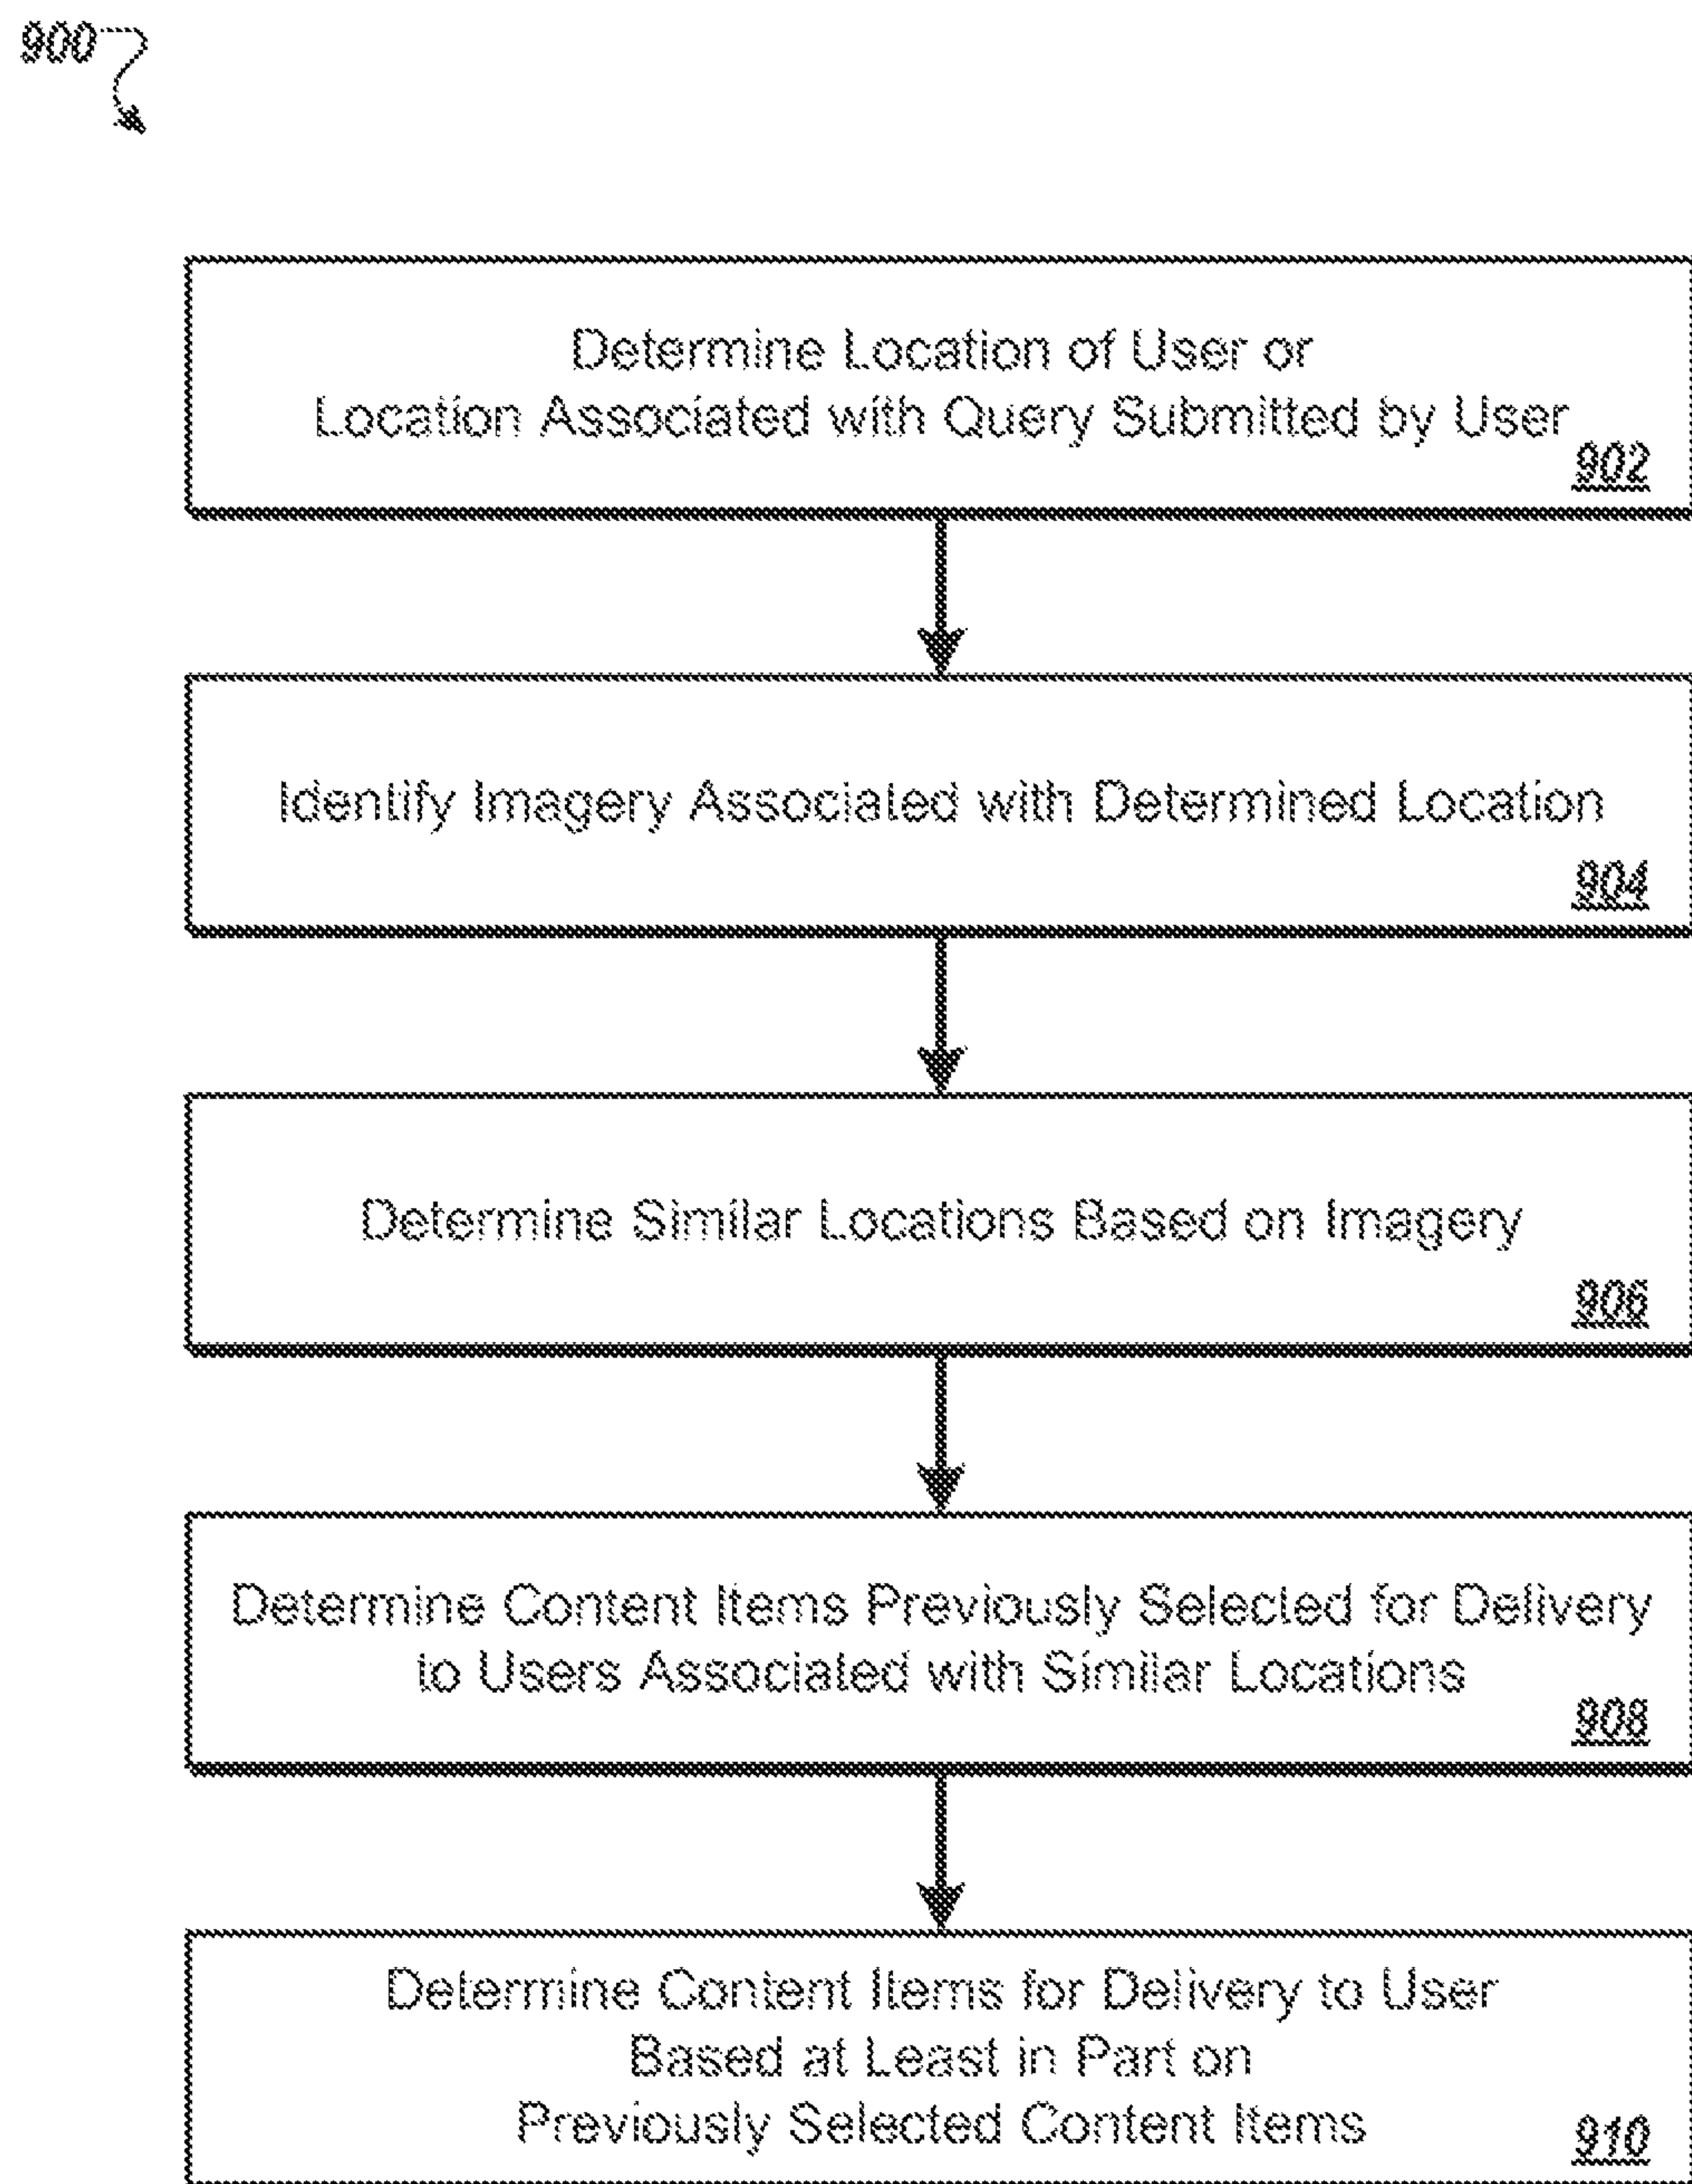 900
Determine Location of User or
Location Associated with Query Submitted by User
902
Identify Imagery Associated with Determined Location
904
Determine Similar Locations Based on Imagery
906
Determine Content Items Previously Selected for Delivery
to Users Associated with Similar Locations
908
Determine Content Items for Delivery to User
Based at Least in Part on
Previously Selected Content Items
910